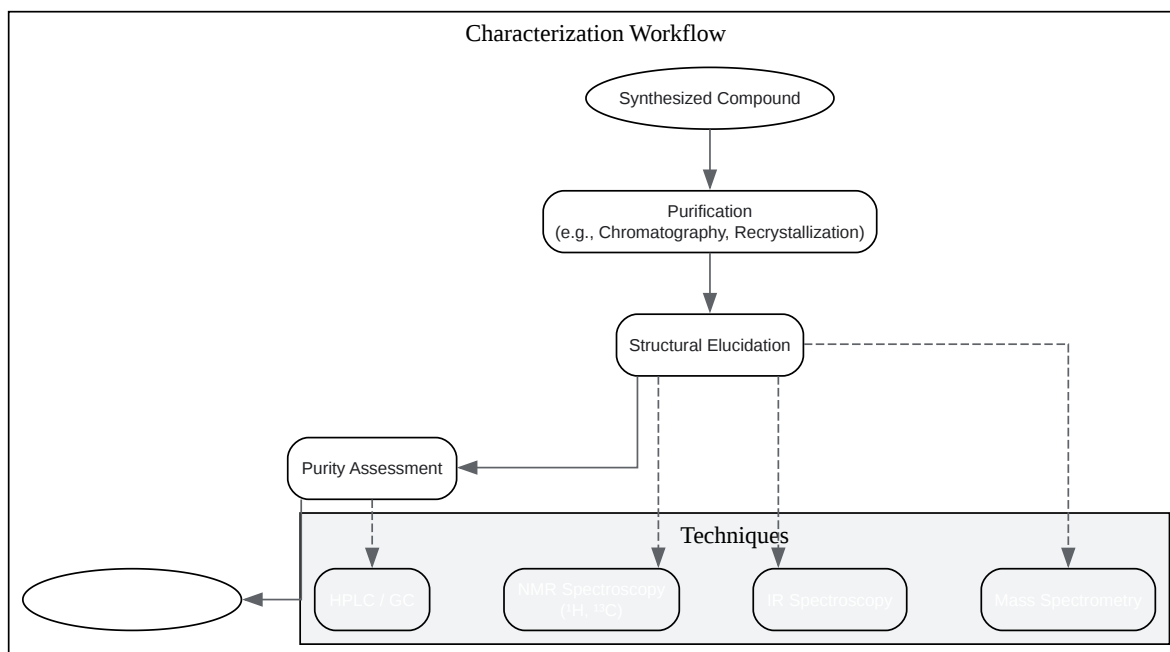 Characterization Workflow
Synthesized Compound
Purification
(e.g., Chromatography, Recrystallization)
Structural Elucidation
Purity Assessment
Techniques
HPLC / GC
NMR Spectroscopy
(¹H, ¹³C)
IR Spectroscopy
Mass Spectrometry